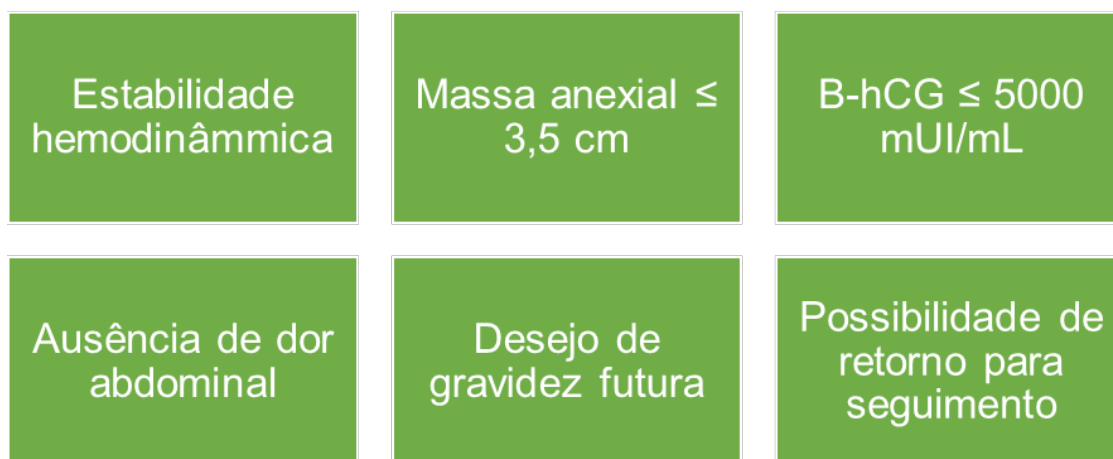 Estabilidade
hemodinâmmica
Massa anexial ≤
3,5 cm
B-hCG ≤ 5000
mUI/mL
Ausência de dor
abdominal
Desejo de
gravidez futura
Possibilidade de
retorno para
seguimento